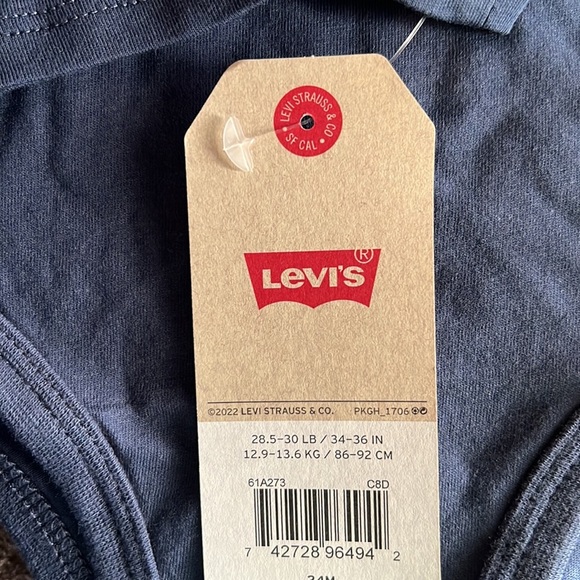 LEVI STRAUSS & CO
SF CAL
LEVI'S®
©2022 LEVI STRAUSS & CO. PKGH_1706
28.5–30 LB / 34–36 IN
12.9–13.6 KG / 86–92 CM
61A273 C8D
7 42728 96494 2
24M